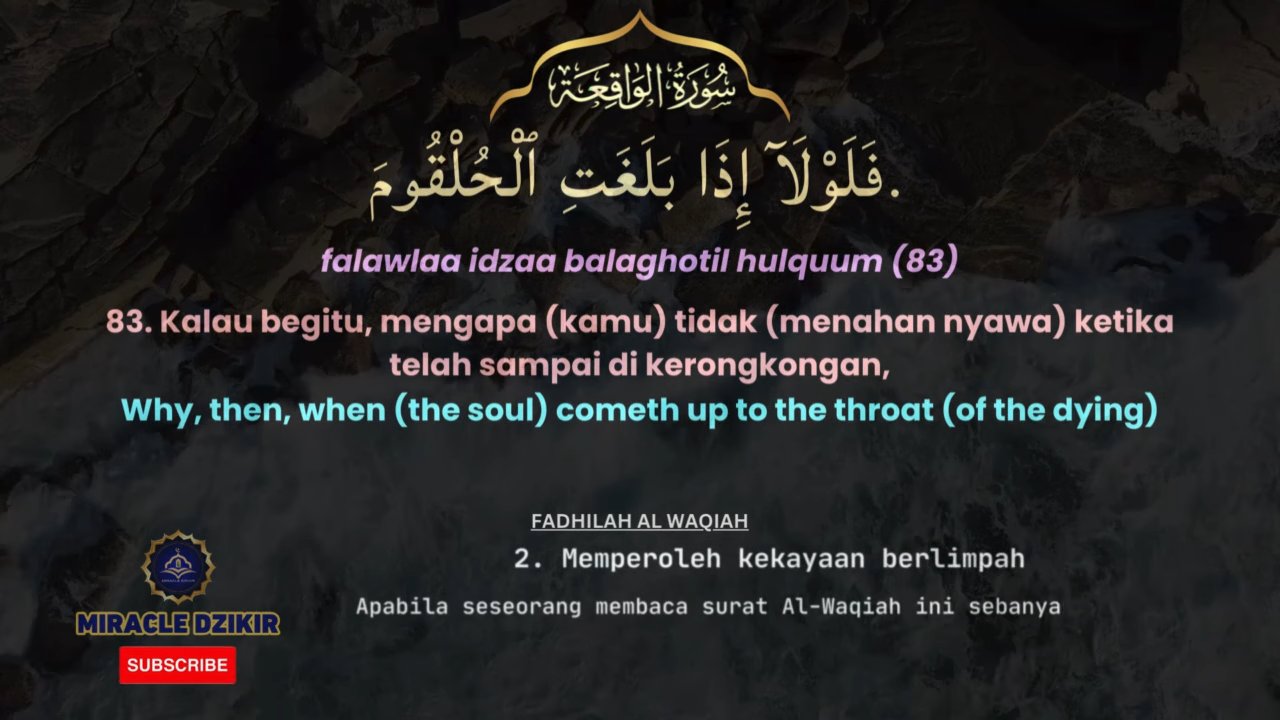 سُورَةُ الوَاقِعَة
فَلَوْلَآ إِذَا بَلَغَتِ ٱلْحُلْقُومَ.
falawlaa idzaa balaghotil hulquum (83)
83. Kalau begitu, mengapa (kamu) tidak (menahan nyawa) ketika
telah sampai di kerongkongan,
Why, then, when (the soul) cometh up to the throat (of the dying)
FADHILAH AL WAQIAH
2. Memperoleh kekayaan berlimpah
Apabila seseorang membaca surat Al-Waqiah ini sebanya
MIRACLE DZIKIR
MIRACLE DZIKIR
SUBSCRIBE